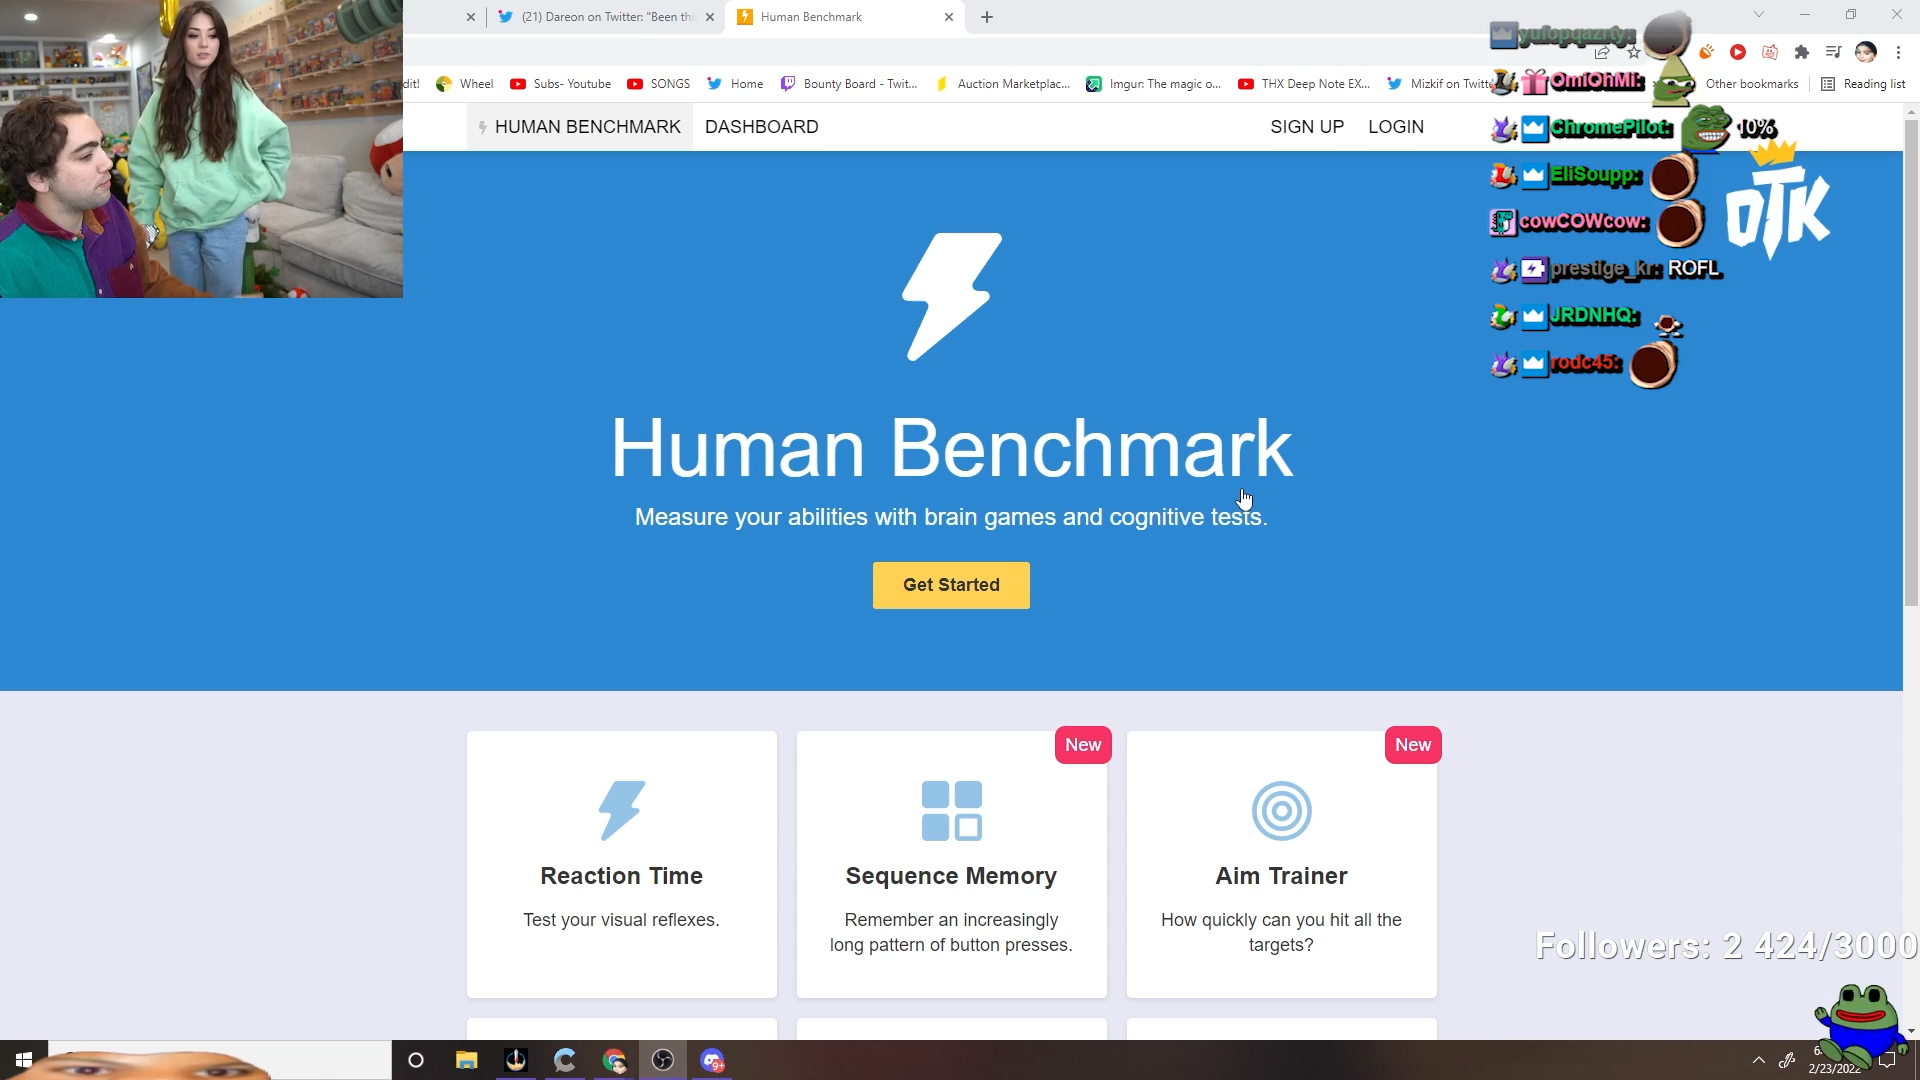 (21) Dareon on Twitter: "Been thi
Human Benchmark
dit!
Wheel
Subs- Youtube
SONGS
Home
Bounty Board - Twit...
Auction Marketplac...
Imgur: The magic o...
THX Deep Note EX...
Mizkif on Twitt
Other bookmarks
Reading list
HUMAN BENCHMARK
DASHBOARD
SIGN UP
LOGIN
yuiopqazrty:
OmiOhMi:
ChromePilot: 10%
EliSoupp:
cowCOWcow:
prestige_kr: ROFL
JRDNHQ:
rodc45:
OTK
Human Benchmark
Measure your abilities with brain games and cognitive tests.
Get Started
New
New
Reaction Time
Test your visual reflexes.
Sequence Memory
Remember an increasingly
long pattern of button presses.
Aim Trainer
How quickly can you hit all the
targets?
Followers: 2 424/3000
9+
2/23/2022